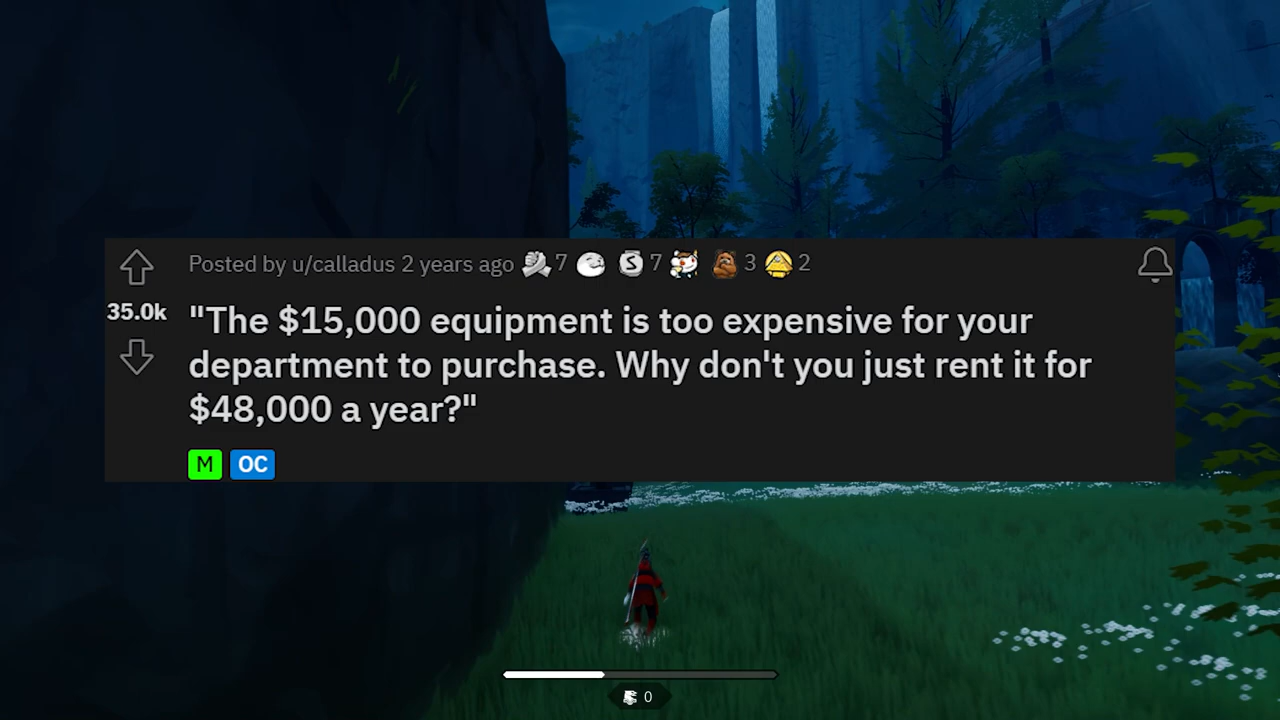 Posted by u/calladus 2 years ago 7 S 7 3 2
35.0k
"The $15,000 equipment is too expensive for your
department to purchase. Why don't you just rent it for
$48,000 a year?"
M OC
0